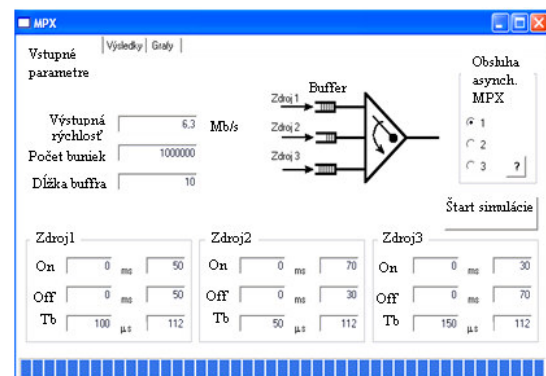 MPX
Vstupné parametre
Výsledky
Grafy
Výstupná rýchlosť 6,3 Mb/s
Počet buniek 1000000
Dĺžka buffra 10
Buffer
Zdroj 1
Zdroj 2
Zdroj 3
Obsluha
asynch.
MPX
1
2
3 ?
Štart simulácie
Zdroj1
On 0 ms 50
Off 0 ms 50
Tb 100 µs 112
Zdroj2
On 0 ms 70
Off 0 ms 30
Tb 50 µs 112
Zdroj3
On 0 ms 30
Off 0 ms 70
Tb 150 µs 112